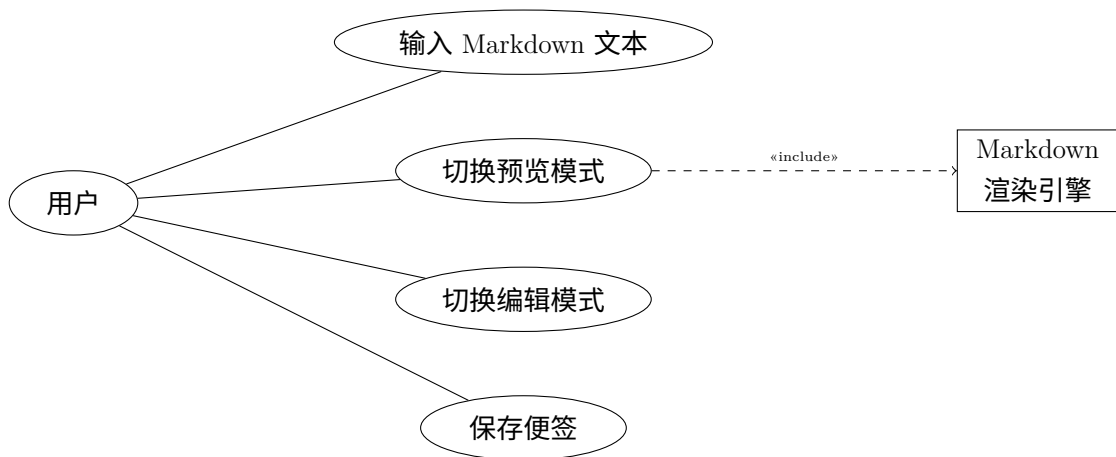 输入 Markdown 文本
切换预览模式
«include»
Markdown
渲染引擎
用户
切换编辑模式
保存便签